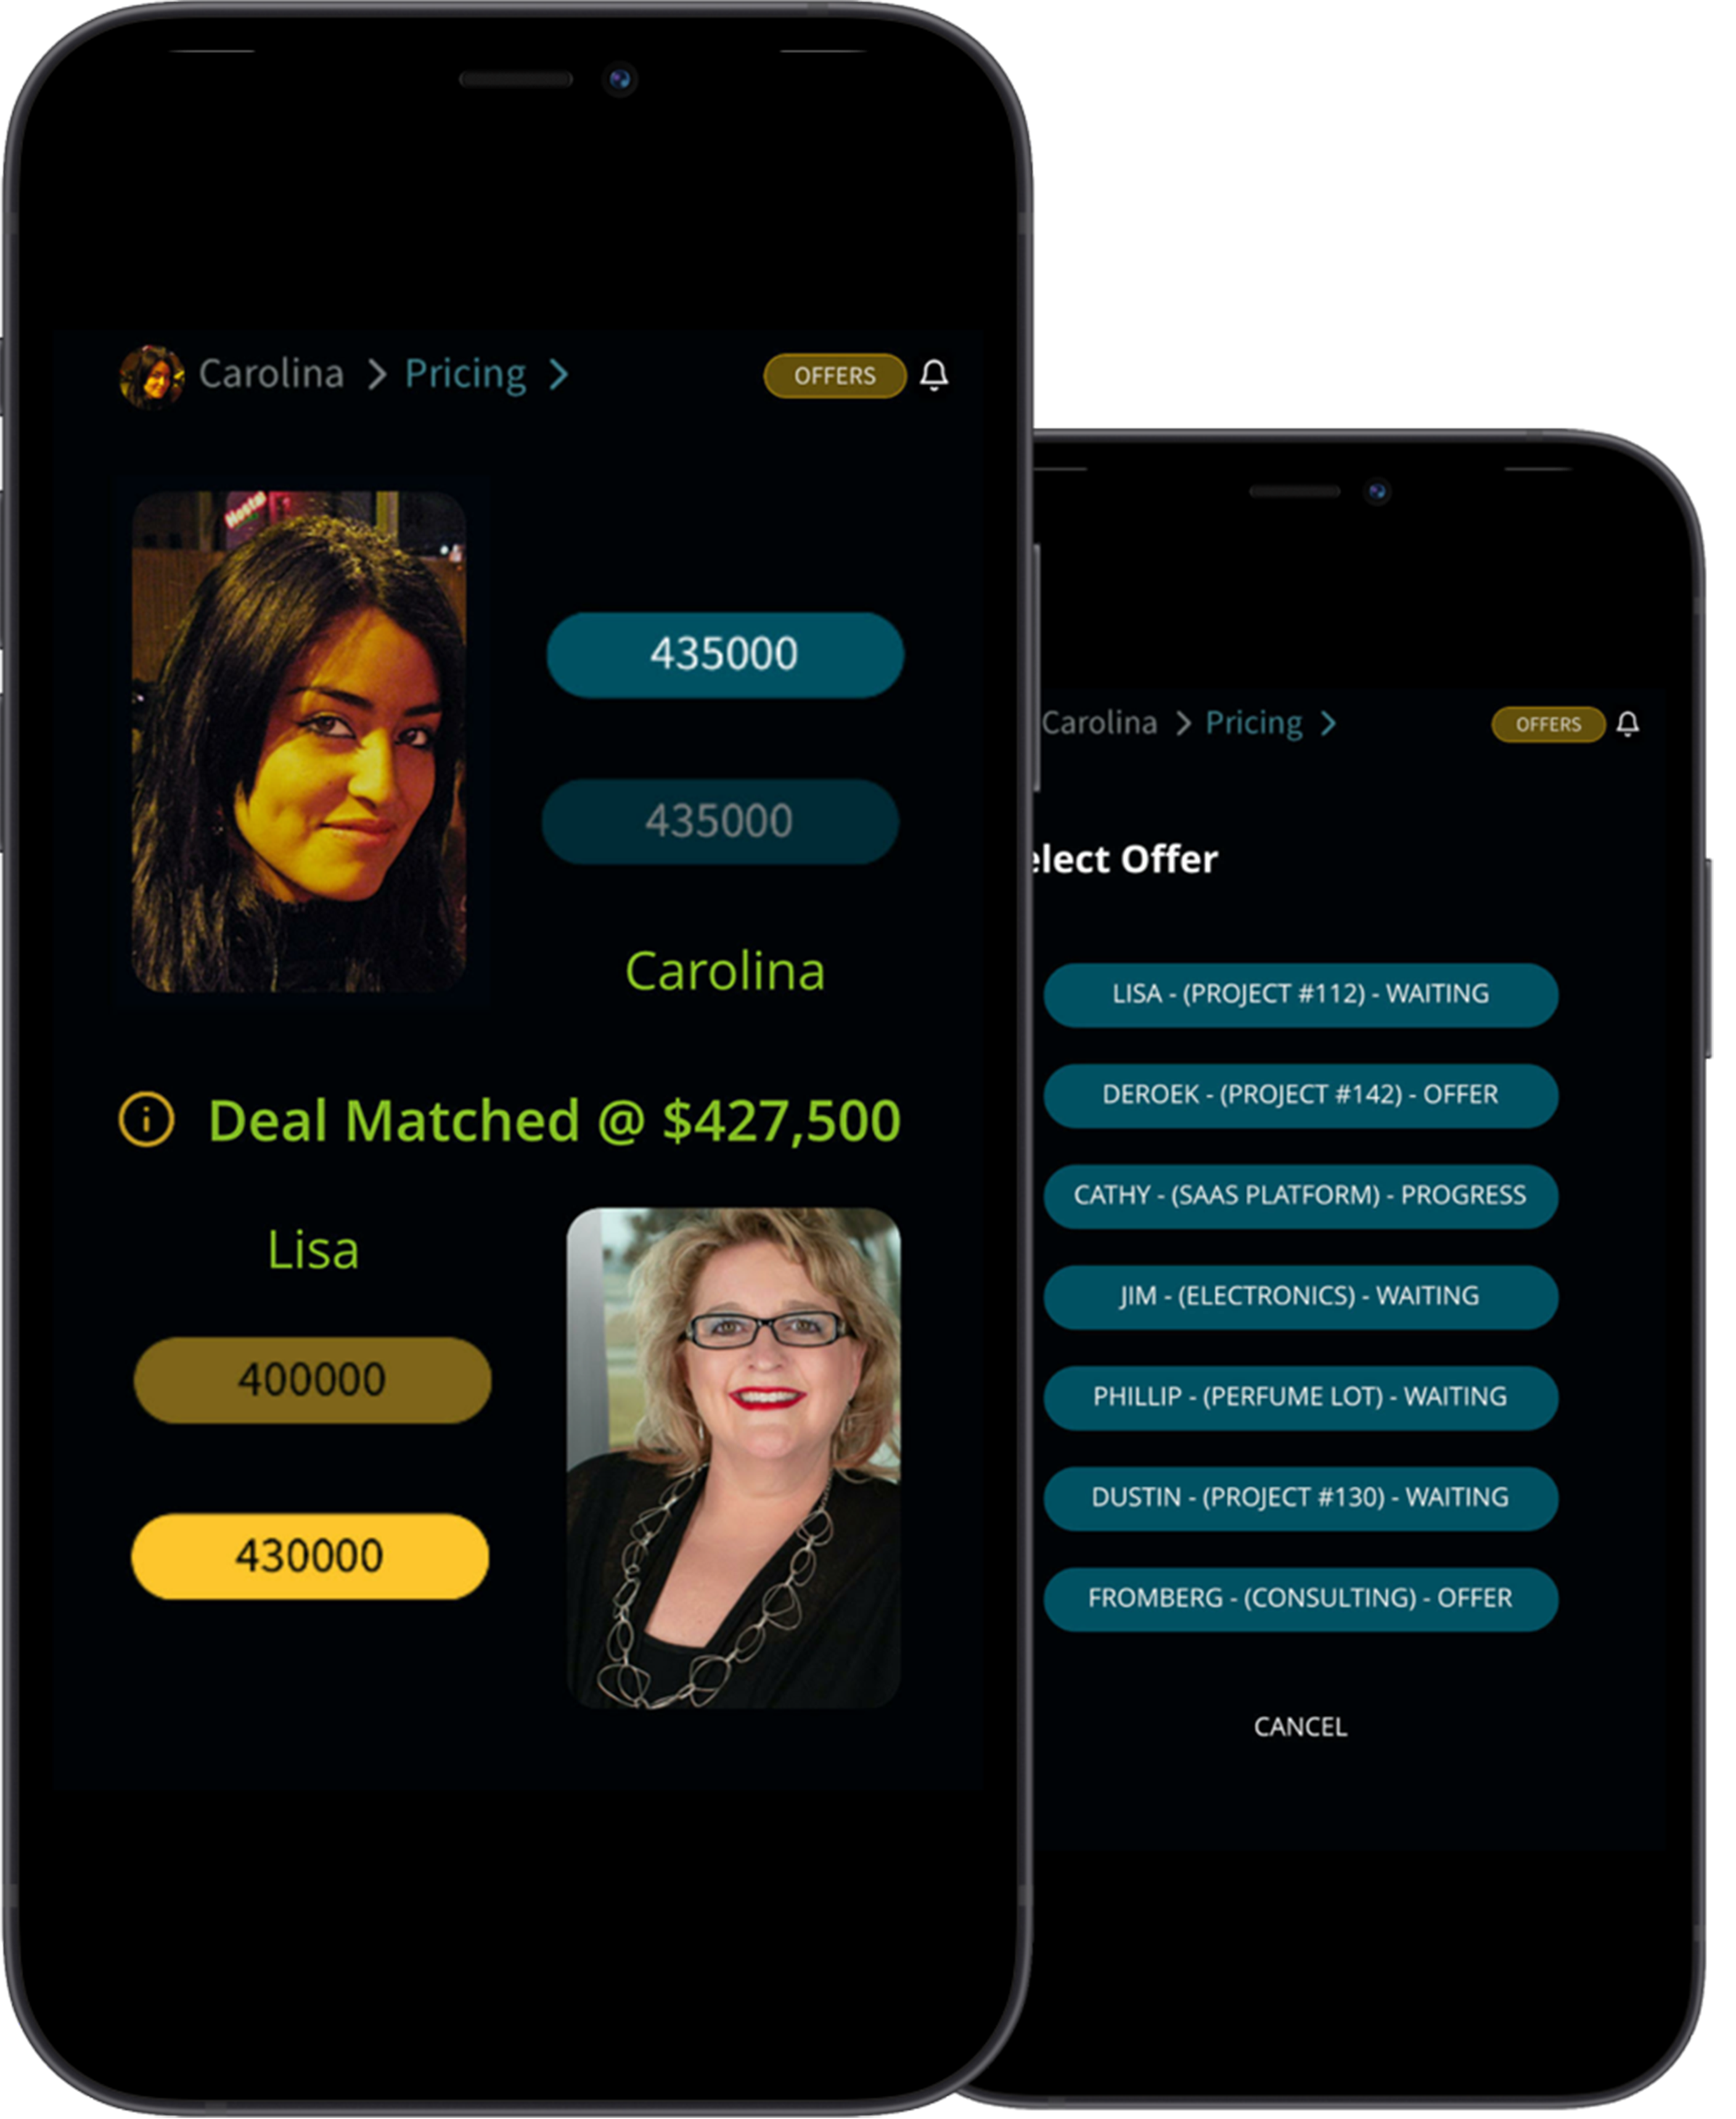 Carolina > Pricing >
OFFERS
Hostel
435000
435000
Carolina
Deal Matched @ $427,500
Lisa
400000
430000
Carolina > Pricing >
OFFERS
elect Offer
LISA - (PROJECT #112) - WAITING
DEROEK - (PROJECT #142) - OFFER
CATHY - (SAAS PLATFORM) - PROGRESS
JIM - (ELECTRONICS) - WAITING
PHILLIP - (PERFUME LOT) - WAITING
DUSTIN - (PROJECT #130) - WAITING
FROMBERG - (CONSULTING) - OFFER
CANCEL